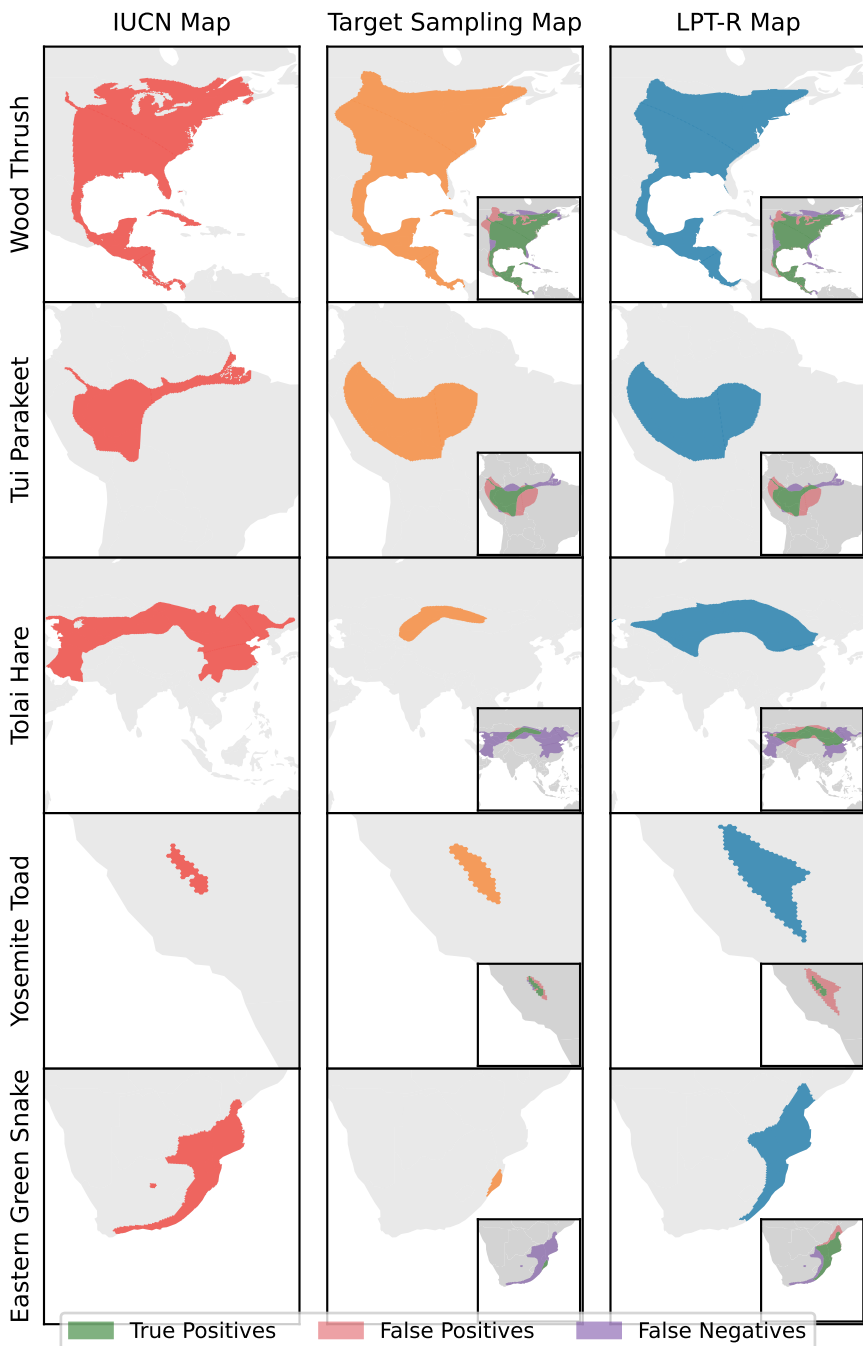 IUCN Map
Target Sampling Map
LPT-R Map
Wood Thrush
Tui Parakeet
Tolai Hare
Yosemite Toad
Eastern Green Snake
True Positives
False Positives
False Negatives